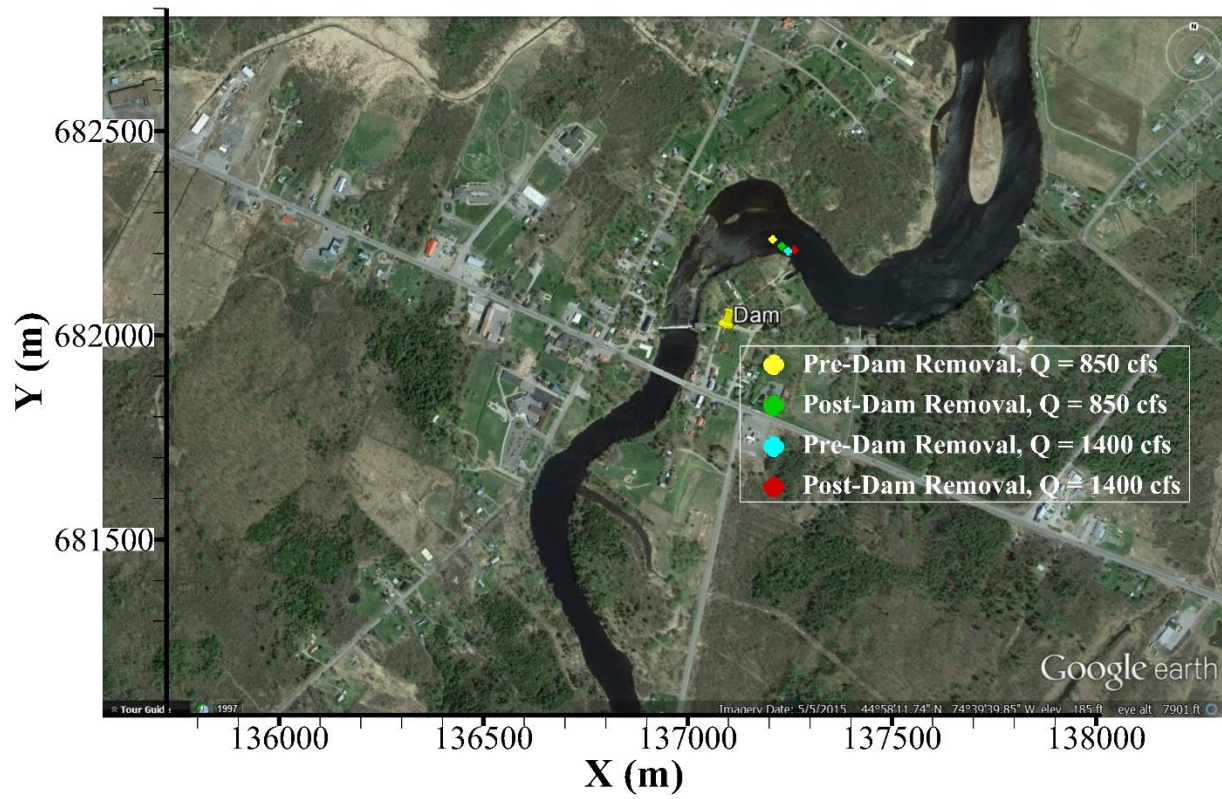 N
682500
682000
681500
Y (m)
Dam
Pre-Dam Removal, Q = 850 cfs
Post-Dam Removal, Q = 850 cfs
Pre-Dam Removal, Q = 1400 cfs
Post-Dam Removal, Q = 1400 cfs
Google earth
Tour Guide 1997 Imagery Date: 5/5/2015 44°58'11.74" N 74°39'39.85" W elev 185 ft eye alt 7901 ft
136000 136500 137000 137500 138000
X (m)